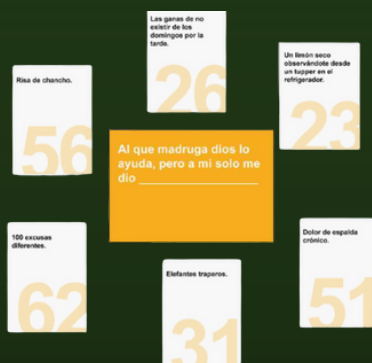 Las ganas de no
existir de los
domingos por la
tarde.
26
Un limón seco
observándote desde
un tupper en el
refrigerador.
23
Risa de chancho.
56
Al que madruga dios lo
ayuda, pero a mi solo me
dio ____________________
100 excusas
diferentes.
62
Elefantes traperos.
31
Dolor de espalda
crónico.
51